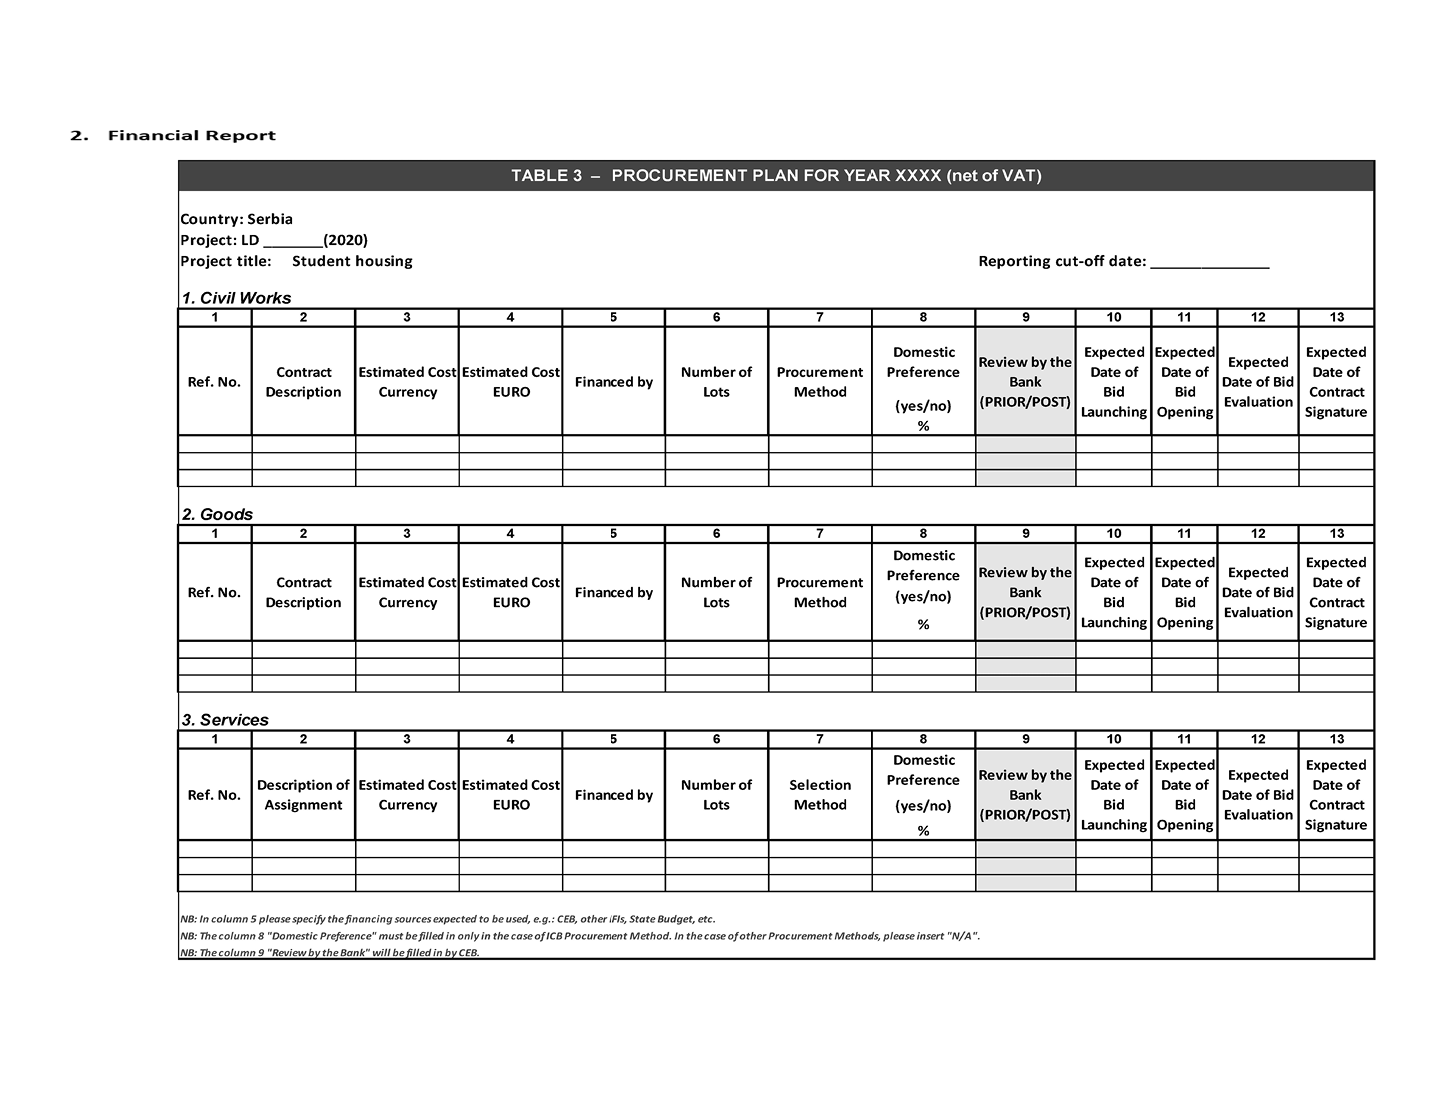 2. Financial Report
TABLE 3 – PROCUREMENT PLAN FOR YEAR XXXX (net of VAT)
Country: Serbia
Project: LD _______(2020)
Project title: Student housing
Reporting cut-off date: ______________
1. Civil Works
1 2 3 4 5 6 7 8 9 10 11 12 13
Ref. No.
Contract
Description
Estimated Cost
Currency
Estimated Cost
EURO
Financed by
Number of
Lots
Procurement
Method
Domestic
Preference
(yes/no)
%
Review by the
Bank
(PRIOR/POST)
Expected
Date of
Bid
Launching
Expected
Date of
Bid
Opening
Expected
Date of Bid
Evaluation
Expected
Date of
Contract
Signature
2. Goods
1 2 3 4 5 6 7 8 9 10 11 12 13
Ref. No.
Contract
Description
Estimated Cost
Currency
Estimated Cost
EURO
Financed by
Number of
Lots
Procurement
Method
Domestic
Preference
(yes/no)
%
Review by the
Bank
(PRIOR/POST)
Expected
Date of
Bid
Launching
Expected
Date of
Bid
Opening
Expected
Date of Bid
Evaluation
Expected
Date of
Contract
Signature
3. Services
1 2 3 4 5 6 7 8 9 10 11 12 13
Ref. No.
Description of
Assignment
Estimated Cost
Currency
Estimated Cost
EURO
Financed by
Number of
Lots
Selection
Method
Domestic
Preference
(yes/no)
%
Review by the
Bank
(PRIOR/POST)
Expected
Date of
Bid
Launching
Expected
Date of
Bid
Opening
Expected
Date of Bid
Evaluation
Expected
Date of
Contract
Signature
NB: In column 5 please specify the financing sources expected to be used, e.g.: CEB, other IFIs, State Budget, etc.
NB: The column 8 "Domestic Preference" must be filled in only in the case of ICB Procurement Method. In the case of other Procurement Methods, please insert "N/A".
NB: The column 9 "Review by the Bank" will be filled in by CEB.